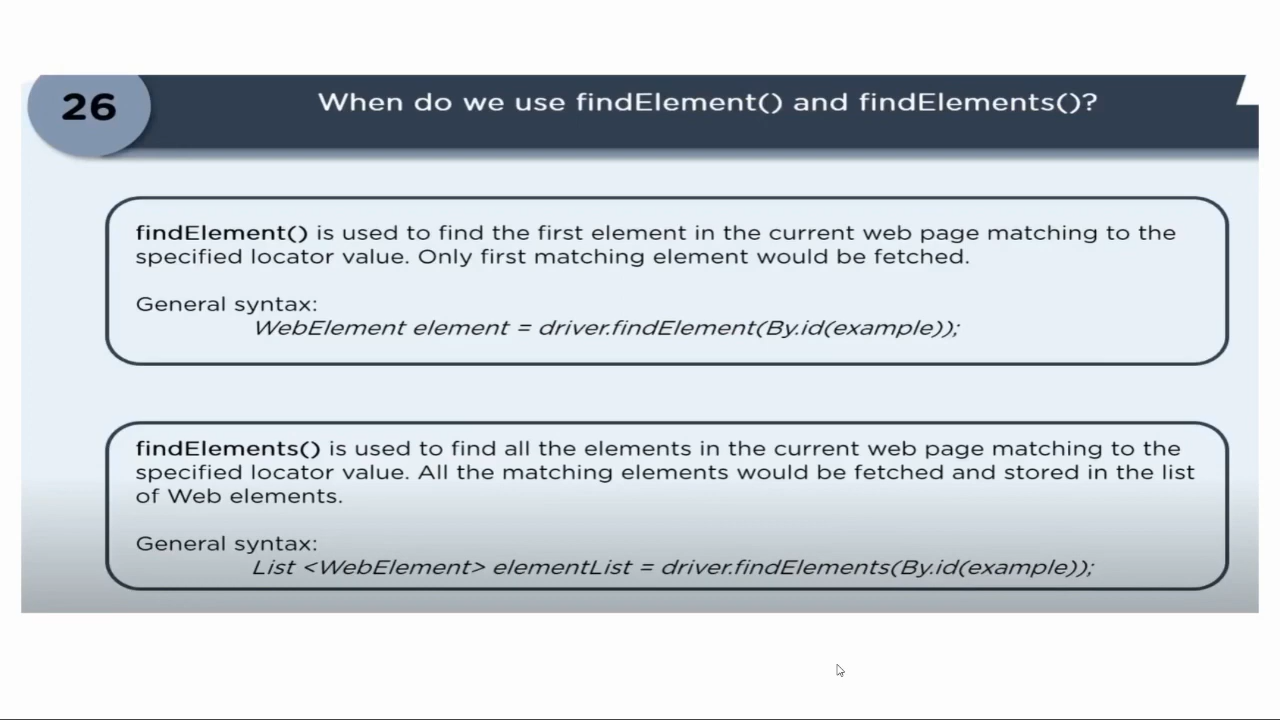 26
When do we use findElement() and findElements()?
findElement() is used to find the first element in the current web page matching to the
specified locator value. Only first matching element would be fetched.
General syntax:
WebElement element = driver.findElement(By.id(example));
findElements() is used to find all the elements in the current web page matching to the
specified locator value. All the matching elements would be fetched and stored in the list
of Web elements.
General syntax:
List <WebElement> elementList = driver.findElements(By.id(example));